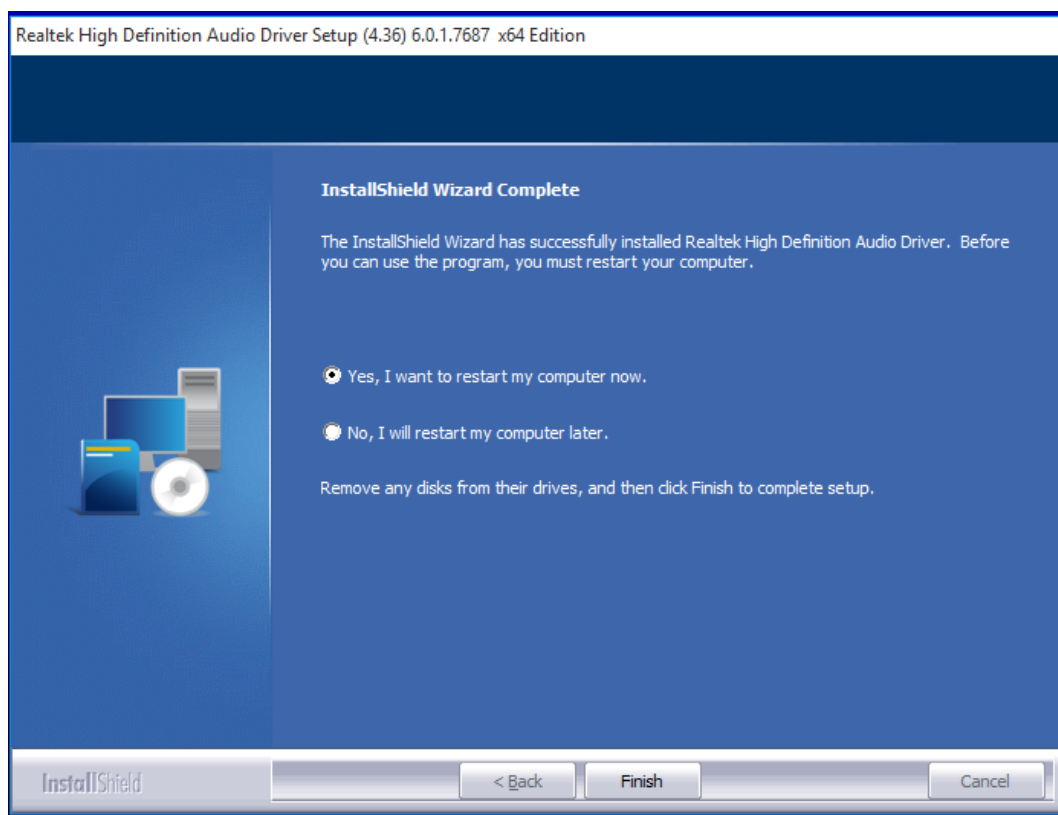 Realtek High Definition Audio Driver Setup (4.36) 6.0.1.7687 x64 Edition
InstallShield Wizard Complete
The InstallShield Wizard has successfully installed Realtek High Definition Audio Driver. Before
you can use the program, you must restart your computer.
Yes, I want to restart my computer now.
No, I will restart my computer later.
Remove any disks from their drives, and then click Finish to complete setup.
InstallShield
< Back
Finish
Cancel